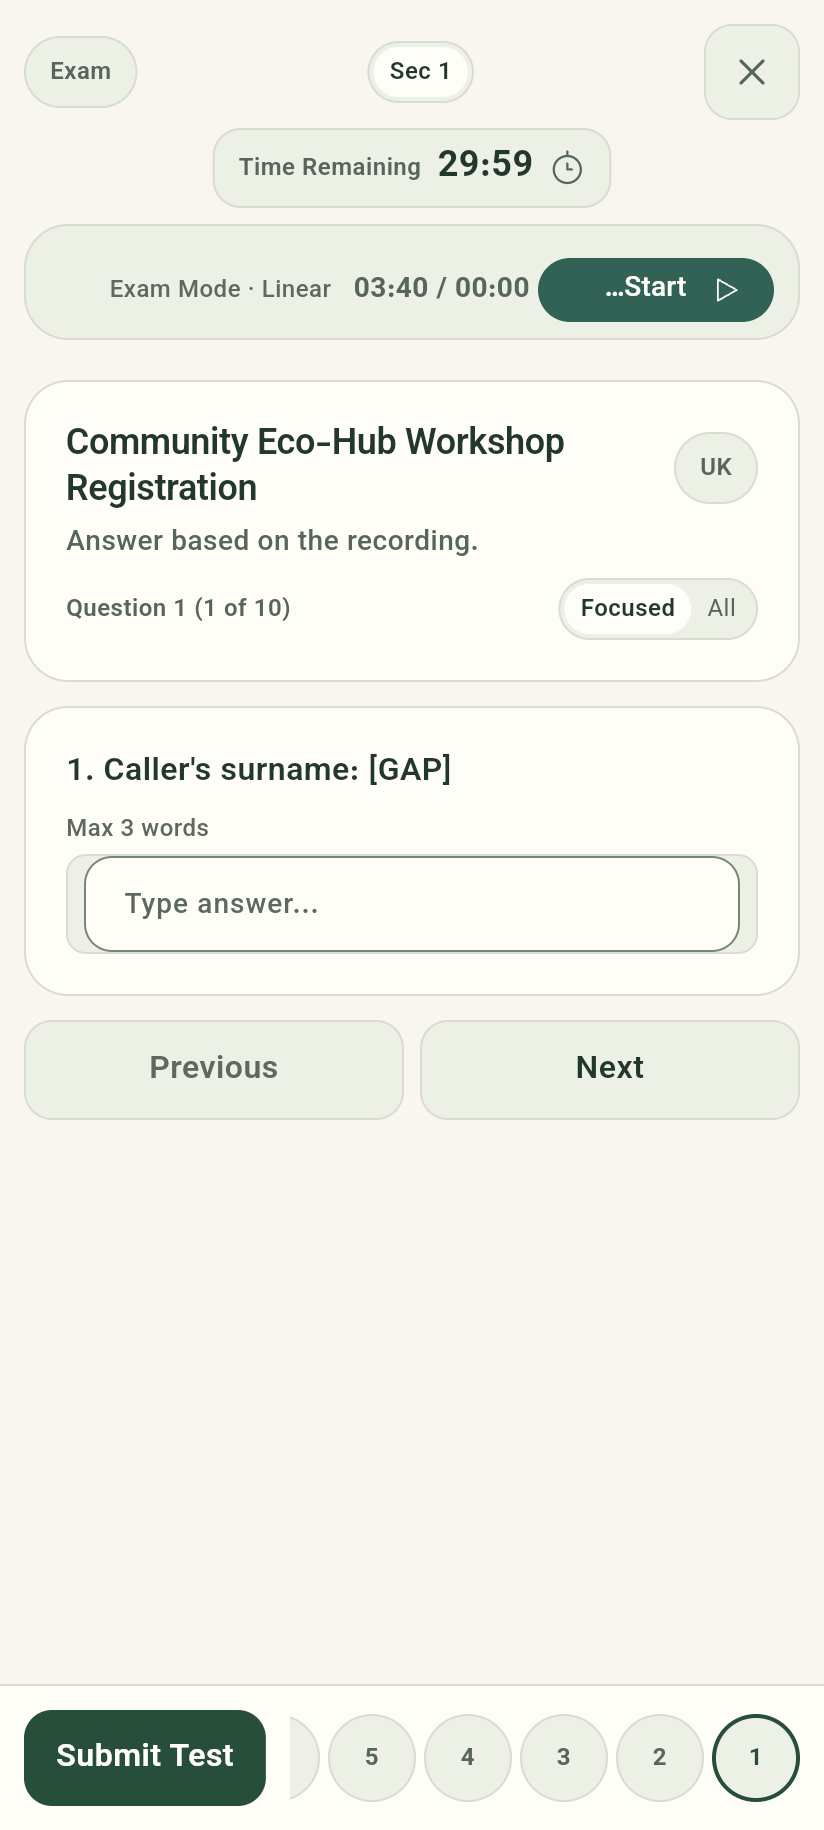 Exam
Sec 1
Time Remaining 29:59
Exam Mode · Linear 03:40 / 00:00 ...Start
Community Eco-Hub Workshop
Registration
UK
Answer based on the recording.
Question 1 (1 of 10)
Focused All
1. Caller's surname: [GAP]
Max 3 words
Type answer...
Previous
Next
Submit Test
5 4 3 2 1